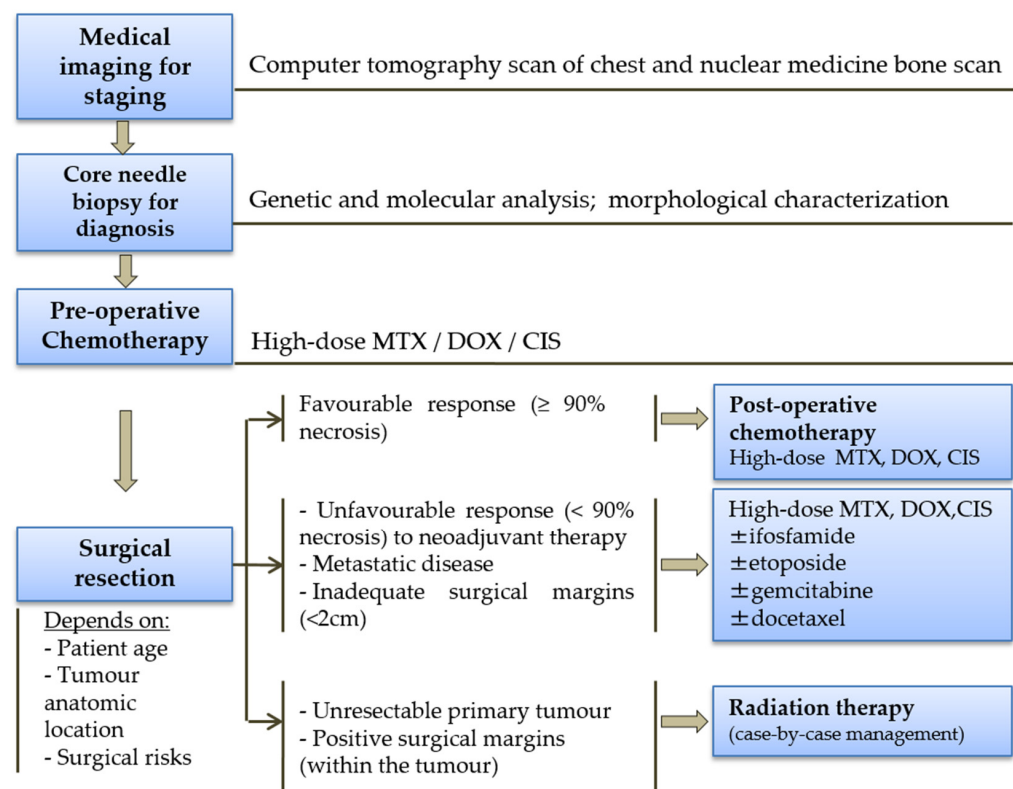 Medical
imaging for
staging
Computer tomography scan of chest and nuclear medicine bone scan
Core needle
biopsy for
diagnosis
Genetic and molecular analysis; morphological characterization
Pre-operative
Chemotherapy
High-dose MTX / DOX / CIS
Surgical
resection
Depends on:
- Patient age
- Tumour
anatomic
location
- Surgical risks
Favourable response (≥ 90%
necrosis)
Post-operative
chemotherapy
High-dose MTX, DOX, CIS
- Unfavourable response (< 90%
necrosis) to neoadjuvant therapy
- Metastatic disease
- Inadequate surgical margins
(<2cm)
High-dose MTX, DOX,CIS
±ifosfamide
±etoposide
±gemcitabine
±docetaxel
- Unresectable primary tumour
- Positive surgical margins
(within the tumour)
Radiation therapy
(case-by-case management)